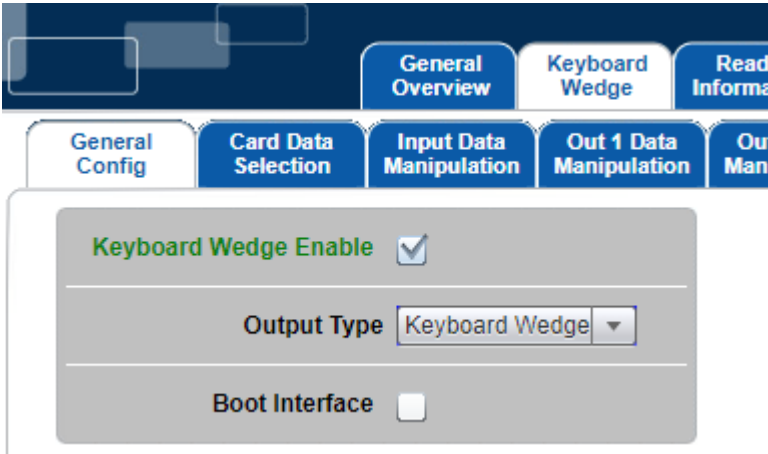 General
Overview
Keyboard
Wedge
General
Config
Card Data
Selection
Input Data
Manipulation
Out 1 Data
Manipulation
Keyboard Wedge Enable
Output Type Keyboard Wedge
Boot Interface